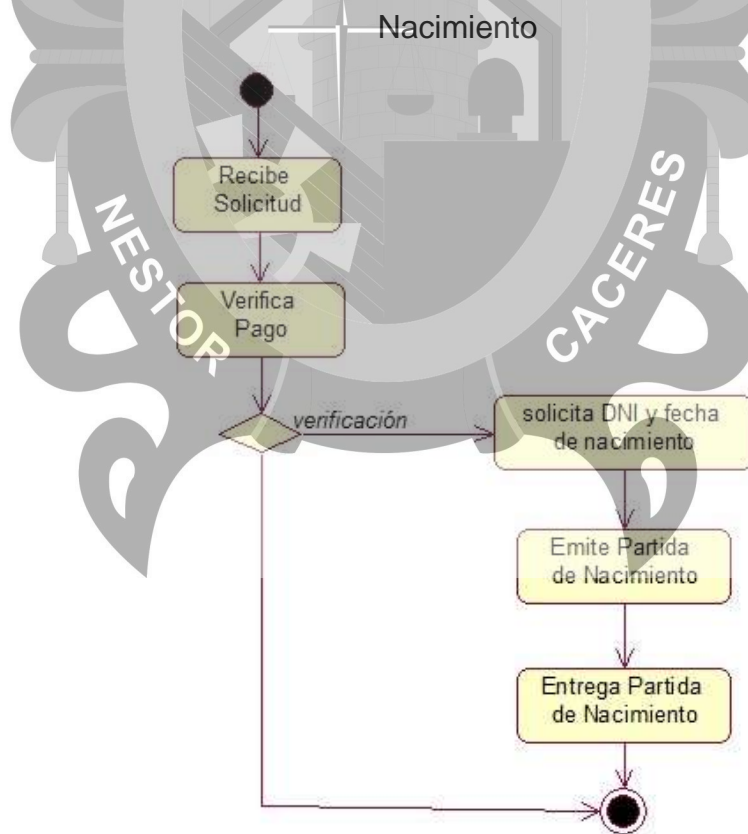 Nacimiento
Recibe
Solicitud
NESTOR
CACERES
Verifica
Pago
verificación
solicita DNI y fecha
de nacimiento
Emite Partida
de Nacimiento
Entrega Partida
de Nacimiento